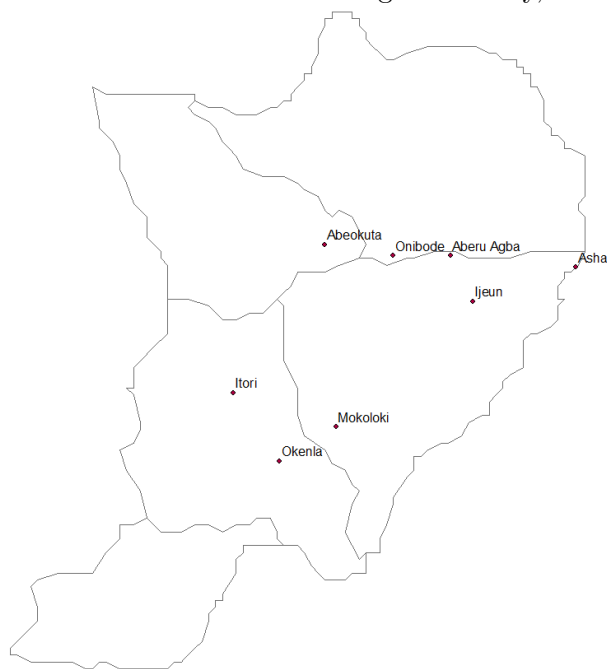 Abeokuta
Onibode
Aberu Agba
Asha
Ijeun
Itori
Mokoloki
Okenla